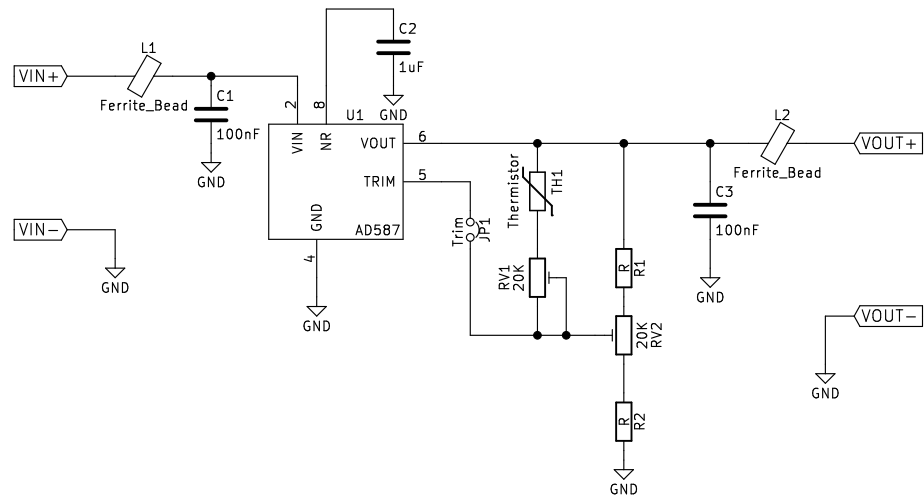 C2
1uF
GND
L1
VIN+
Ferrite_Bead
C1
100nF
GND
2
8
U1
VIN
NR
VOUT
6
TRIM
5
GND
AD587
4
GND
VIN-
GND
Trim
JP1
Thermistor
TH1
RV1
20K
R
R1
20K
RV2
R
R2
GND
C3
100nF
GND
L2
Ferrite_Bead
VOUT+
VOUT-
GND